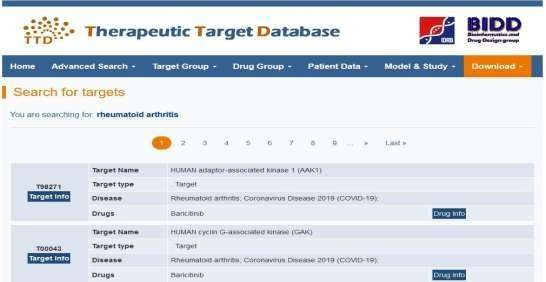 TTD
Therapeutic Target Database
IDRB
BIDD
Bioinformatics and
Drug Design group
Home Advanced Search Target Group Drug Group Patient Data Model & Study Download
Search for targets
You are searching for: rheumatoid arthritis
1 2 3 4 5 6 7 8 9 ... » Last »
Target Name HUMAN adaptor-associated kinase 1 (AAK1)
T98271 Target type Target
Target Info Disease Rheumatoid arthritis; Coronavirus Disease 2019 (COVID-19);
Drugs Baricitinib Drug Info
Target Name HUMAN cyclin G-associated kinase (GAK)
T00043 Target type Target
Target Info Disease Rheumatoid arthritis; Coronavirus Disease 2019 (COVID-19);
Drugs Baricitinib Drug Info